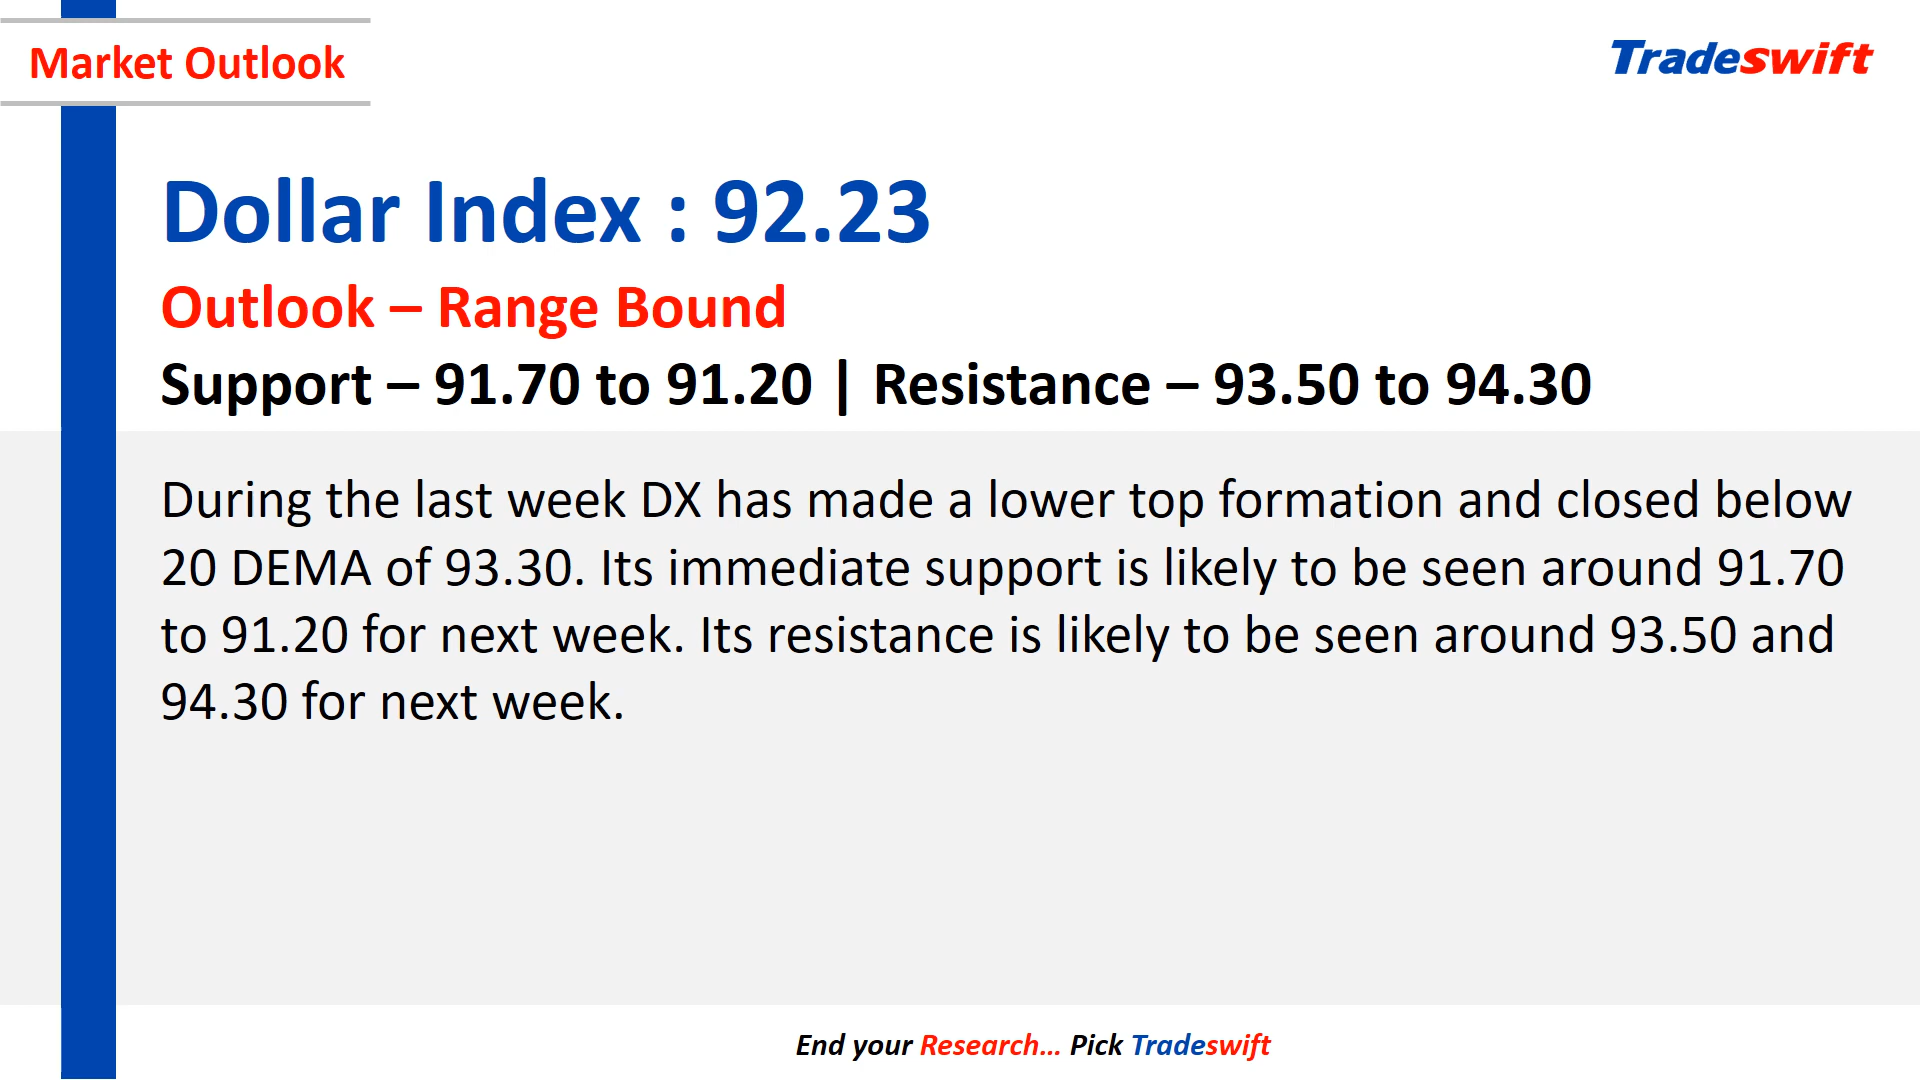 Market Outlook
Tradeswift
Dollar Index : 92.23
Outlook – Range Bound
Support – 91.70 to 91.20 | Resistance – 93.50 to 94.30
During the last week DX has made a lower top formation and closed below
20 DEMA of 93.30. Its immediate support is likely to be seen around 91.70
to 91.20 for next week. Its resistance is likely to be seen around 93.50 and
94.30 for next week.
End your Research... Pick Tradeswift